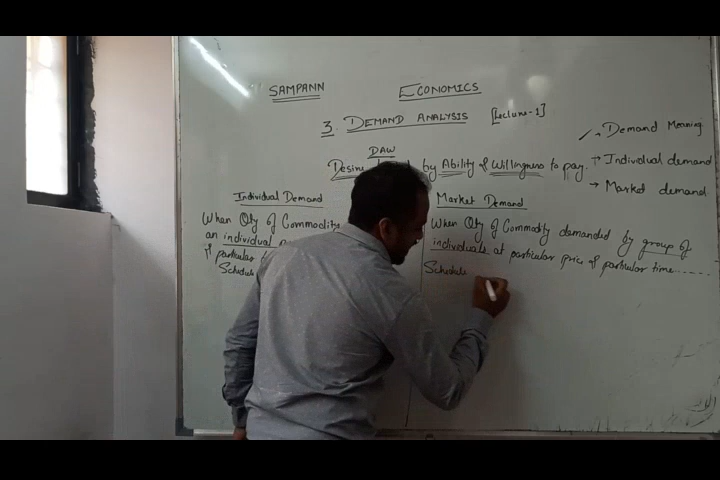 SAMPANN ECONOMICS
3. DEMAND ANALYSIS [Lecture-1]
→ Demand Meaning
DAW
Desire by Ability & Willingness to pay.
→ Individual demand
→ Market demand
Individual Demand
When Qty of Commodity
an individual
particular
Schedule
Market Demand
When Qty of Commodity demanded by group of
individuals at particular price & particular time......
Schedule